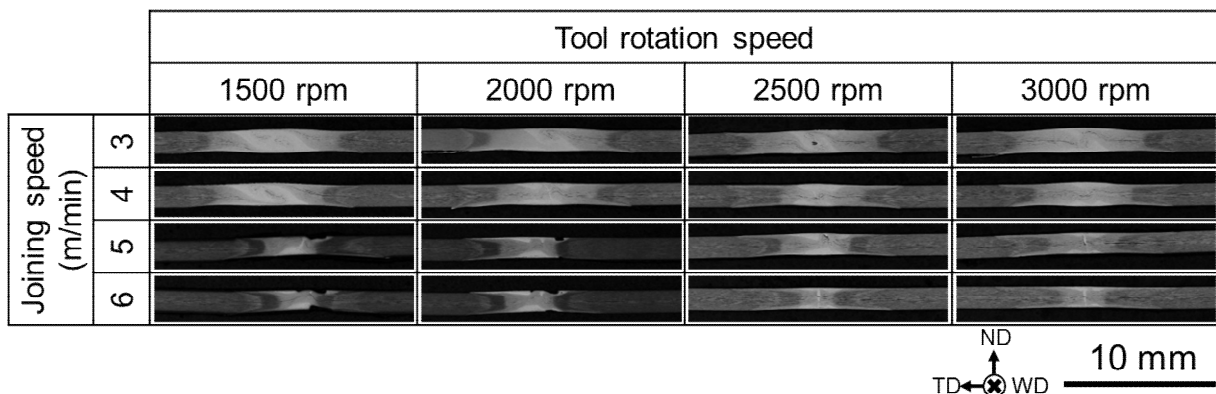 Tool rotation speed
1500 rpm 2000 rpm 2500 rpm 3000 rpm
Joining speed
(m/min)
3
4
5
6
ND
TD WD
10 mm